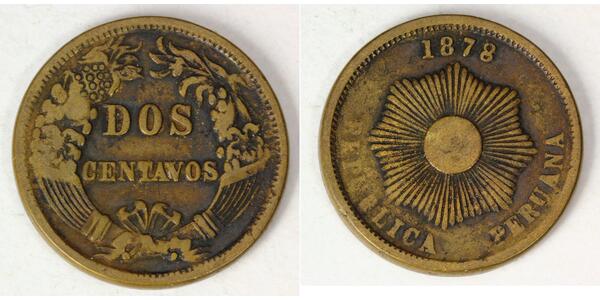 DOS
CENTAVOS
1878
REPUBLICA PERUANA